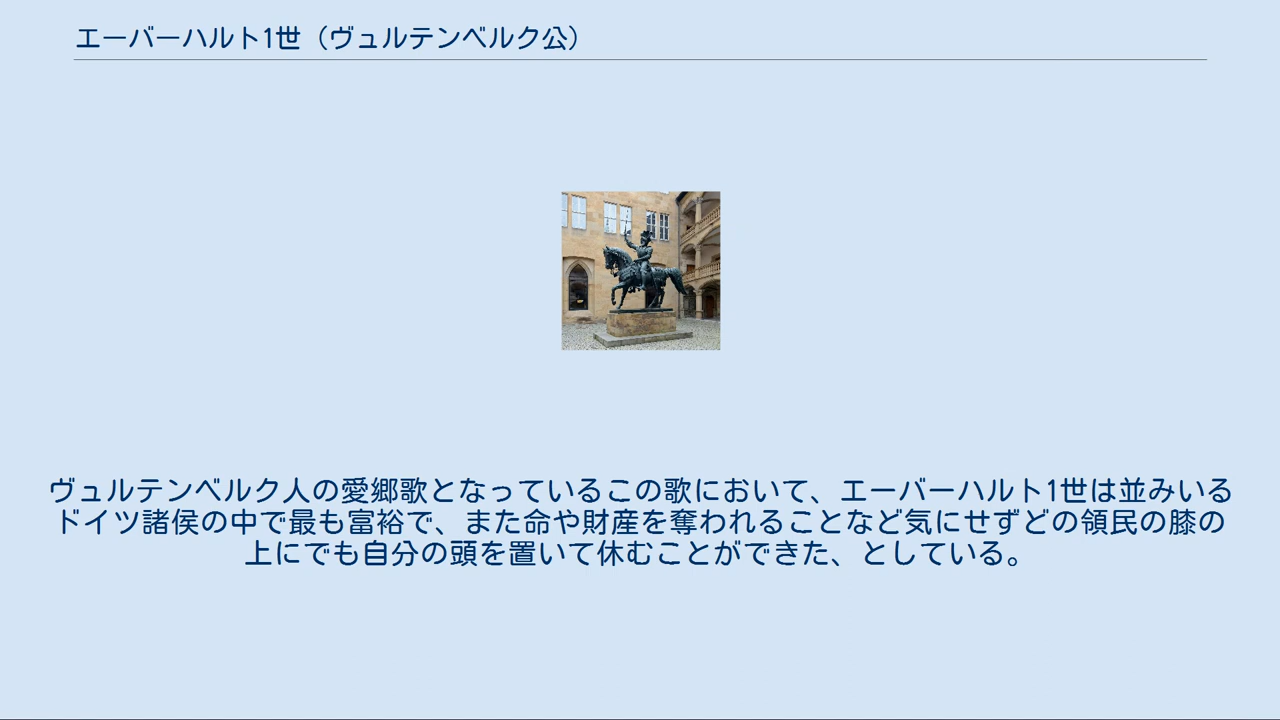 エーバーハルト1世（ヴュルテンベルク公）
ヴュルテンベルク人の愛郷歌となっているこの歌において、エーバーハルト1世は並みいる
ドイツ諸侯の中で最も富裕で、また命や財産を奪われることなど気にせずどの領民の膝の
上にでも自分の頭を置いて休むことができた、としている。